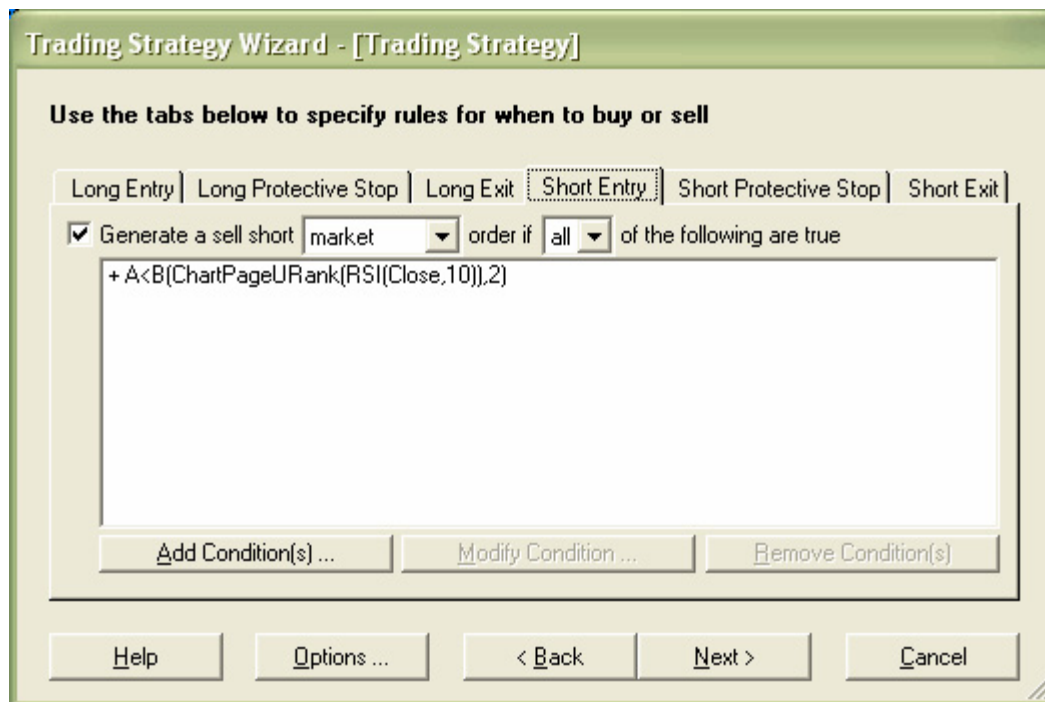 Trading Strategy Wizard - [Trading Strategy]
Use the tabs below to specify rules for when to buy or sell
Long Entry Long Protective Stop Long Exit Short Entry Short Protective Stop Short Exit
Generate a sell short market order if all of the following are true
+ A<B(ChartPageURank(RSI(Close,10)),2)
Add Condition(s) ... Modify Condition ... Remove Condition(s)
Help Options ... < Back Next > Cancel